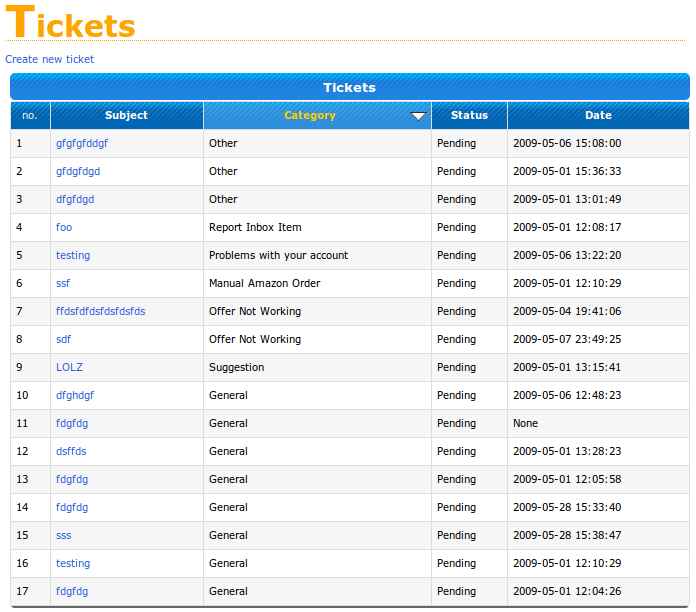 Tickets
Create new ticket
Tickets
no. Subject Category Status Date
1 gfgfgfddgf Other Pending 2009-05-06 15:08:00
2 gfdgfdgd Other Pending 2009-05-01 15:36:33
3 dfgfdgd Other Pending 2009-05-01 13:01:49
4 foo Report Inbox Item Pending 2009-05-01 12:08:17
5 testing Problems with your account Pending 2009-05-06 13:22:20
6 ssf Manual Amazon Order Pending 2009-05-01 12:10:29
7 ffdsfdfdsfdsfdsfds Offer Not Working Pending 2009-05-04 19:41:06
8 sdf Offer Not Working Pending 2009-05-07 23:49:25
9 LOLZ Suggestion Pending 2009-05-01 13:15:41
10 dfghdgf General Pending 2009-05-06 12:48:23
11 fdgfdg General Pending None
12 dsffds General Pending 2009-05-01 13:28:23
13 fdgfdg General Pending 2009-05-01 12:05:58
14 fdgfdg General Pending 2009-05-28 15:33:40
15 sss General Pending 2009-05-28 15:38:47
16 testing General Pending 2009-05-01 12:10:29
17 fdgfdg General Pending 2009-05-01 12:04:26